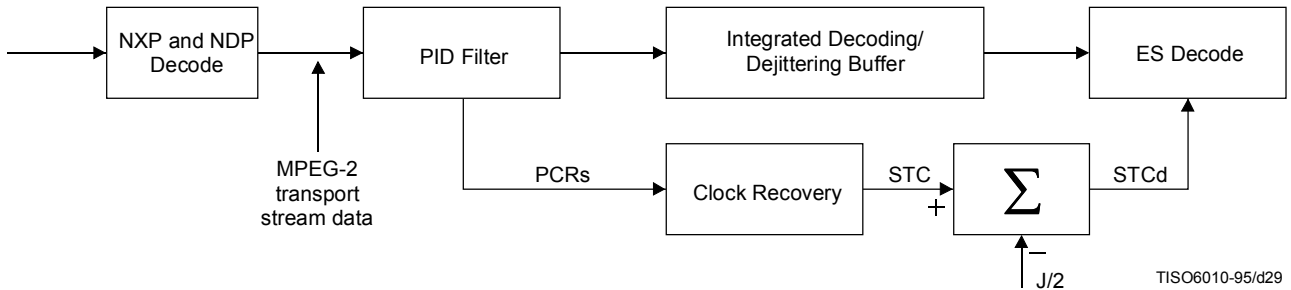 NXP and NDP
Decode
PID Filter
Integrated Decoding/
Dejittering Buffer
ES Decode
MPEG-2
transport
stream data
PCRs
Clock Recovery
STC
+
Σ
STCd
−
J/2
TISO6010-95/d29